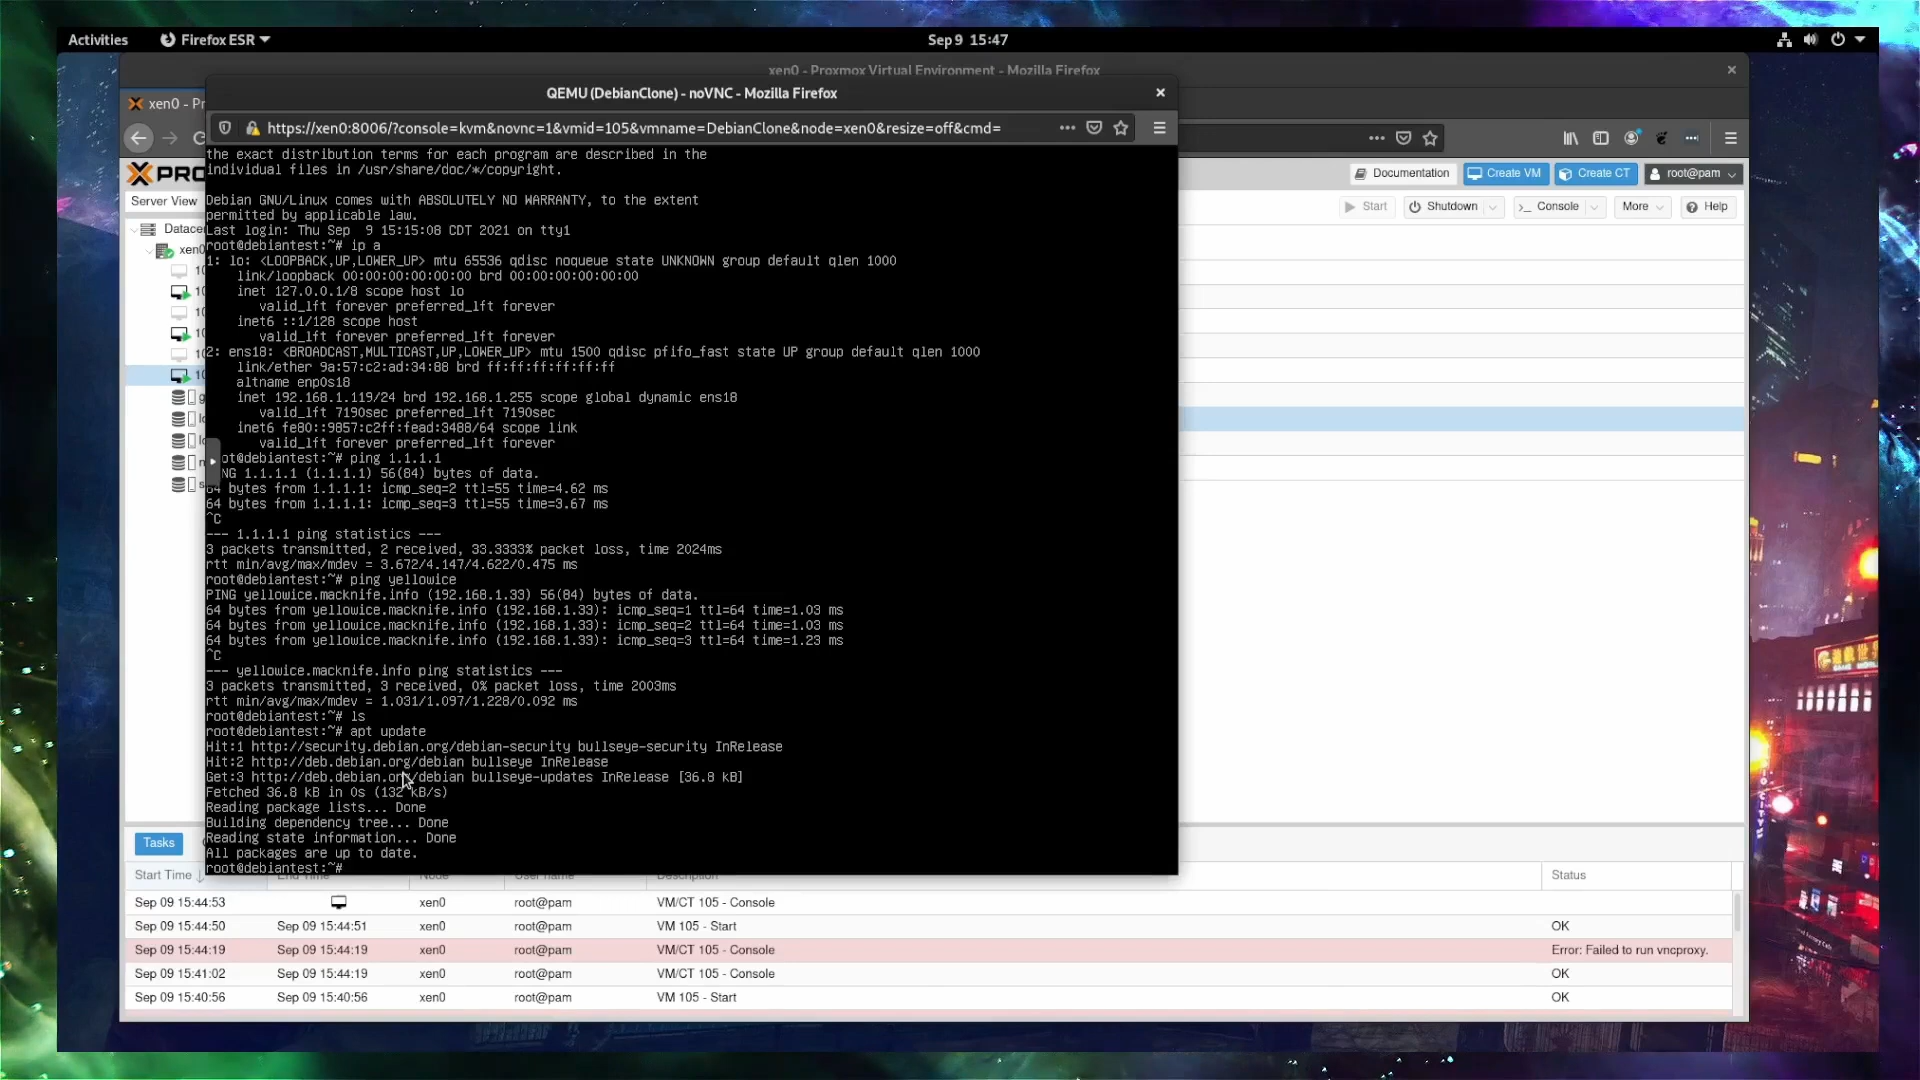 Activities
Firefox ESR
Sep 9 15:47
xen0 - Proxmox Virtual Environment - Mozilla Firefox
QEMU (DebianClone) - noVNC - Mozilla Firefox
https://xen0:8006/?console=kvm&novnc=1&vmid=105&vmname=DebianClone&node=xen0&resize=off&cmd=
Documentation
Create VM
Create CT
root@pam
Server View
Start
Shutdown
Console
More
Help
the exact distribution terms for each program are described in the
individual files in /usr/share/doc/*/copyright.
Debian GNU/Linux comes with ABSOLUTELY NO WARRANTY, to the extent
permitted by applicable law.
Last login: Thu Sep  9 15:15:08 CDT 2021 on tty1
root@debiantest:~# ip a
1: lo: <LOOPBACK,UP,LOWER_UP> mtu 65536 qdisc noqueue state UNKNOWN group default qlen 1000
link/loopback 00:00:00:00:00:00 brd 00:00:00:00:00:00
inet 127.0.0.1/8 scope host lo
valid_lft forever preferred_lft forever
inet6 ::1/128 scope host
valid_lft forever preferred_lft forever
2: ens18: <BROADCAST,MULTICAST,UP,LOWER_UP> mtu 1500 qdisc pfifo_fast state UP group default qlen 1000
link/ether 9a:57:c2:ad:34:88 brd ff:ff:ff:ff:ff:ff
altname enp0s18
inet 192.168.1.119/24 brd 192.168.1.255 scope global dynamic ens18
valid_lft 7190sec preferred_lft 7190sec
inet6 fe80::9857:c2ff:fead:3488/64 scope link
valid_lft forever preferred_lft forever
ot@debiantest:~# ping 1.1.1.1
NG 1.1.1.1 (1.1.1.1) 56(84) bytes of data.
64 bytes from 1.1.1.1: icmp_seq=2 ttl=55 time=4.62 ms
64 bytes from 1.1.1.1: icmp_seq=3 ttl=55 time=3.67 ms
^C
--- 1.1.1.1 ping statistics ---
3 packets transmitted, 2 received, 33.3333% packet loss, time 2024ms
rtt min/avg/max/mdev = 3.672/4.147/4.622/0.475 ms
root@debiantest:~# ping yellowice
PING yellowice.macknife.info (192.168.1.33) 56(84) bytes of data.
64 bytes from yellowice.macknife.info (192.168.1.33): icmp_seq=1 ttl=64 time=1.03 ms
64 bytes from yellowice.macknife.info (192.168.1.33): icmp_seq=2 ttl=64 time=1.03 ms
64 bytes from yellowice.macknife.info (192.168.1.33): icmp_seq=3 ttl=64 time=1.23 ms
^C
--- yellowice.macknife.info ping statistics ---
3 packets transmitted, 3 received, 0% packet loss, time 2003ms
rtt min/avg/max/mdev = 1.031/1.097/1.228/0.092 ms
root@debiantest:~# ls
root@debiantest:~# apt update
Hit:1 http://security.debian.org/debian-security bullseye-security InRelease
Hit:2 http://deb.debian.org/debian bullseye InRelease
Get:3 http://deb.debian.org/debian bullseye-updates InRelease [36.8 kB]
Fetched 36.8 kB in 0s (132 kB/s)
Reading package lists... Done
Building dependency tree... Done
Reading state information... Done
All packages are up to date.
root@debiantest:~#
Tasks
Start Time End Time Node User name Description Status
Sep 09 15:44:53 xen0 root@pam VM/CT 105 - Console
Sep 09 15:44:50 Sep 09 15:44:51 xen0 root@pam VM 105 - Start OK
Sep 09 15:44:19 Sep 09 15:44:19 xen0 root@pam VM/CT 105 - Console Error: Failed to run vncproxy.
Sep 09 15:41:02 Sep 09 15:44:19 xen0 root@pam VM/CT 105 - Console OK
Sep 09 15:40:56 Sep 09 15:40:56 xen0 root@pam VM 105 - Start OK